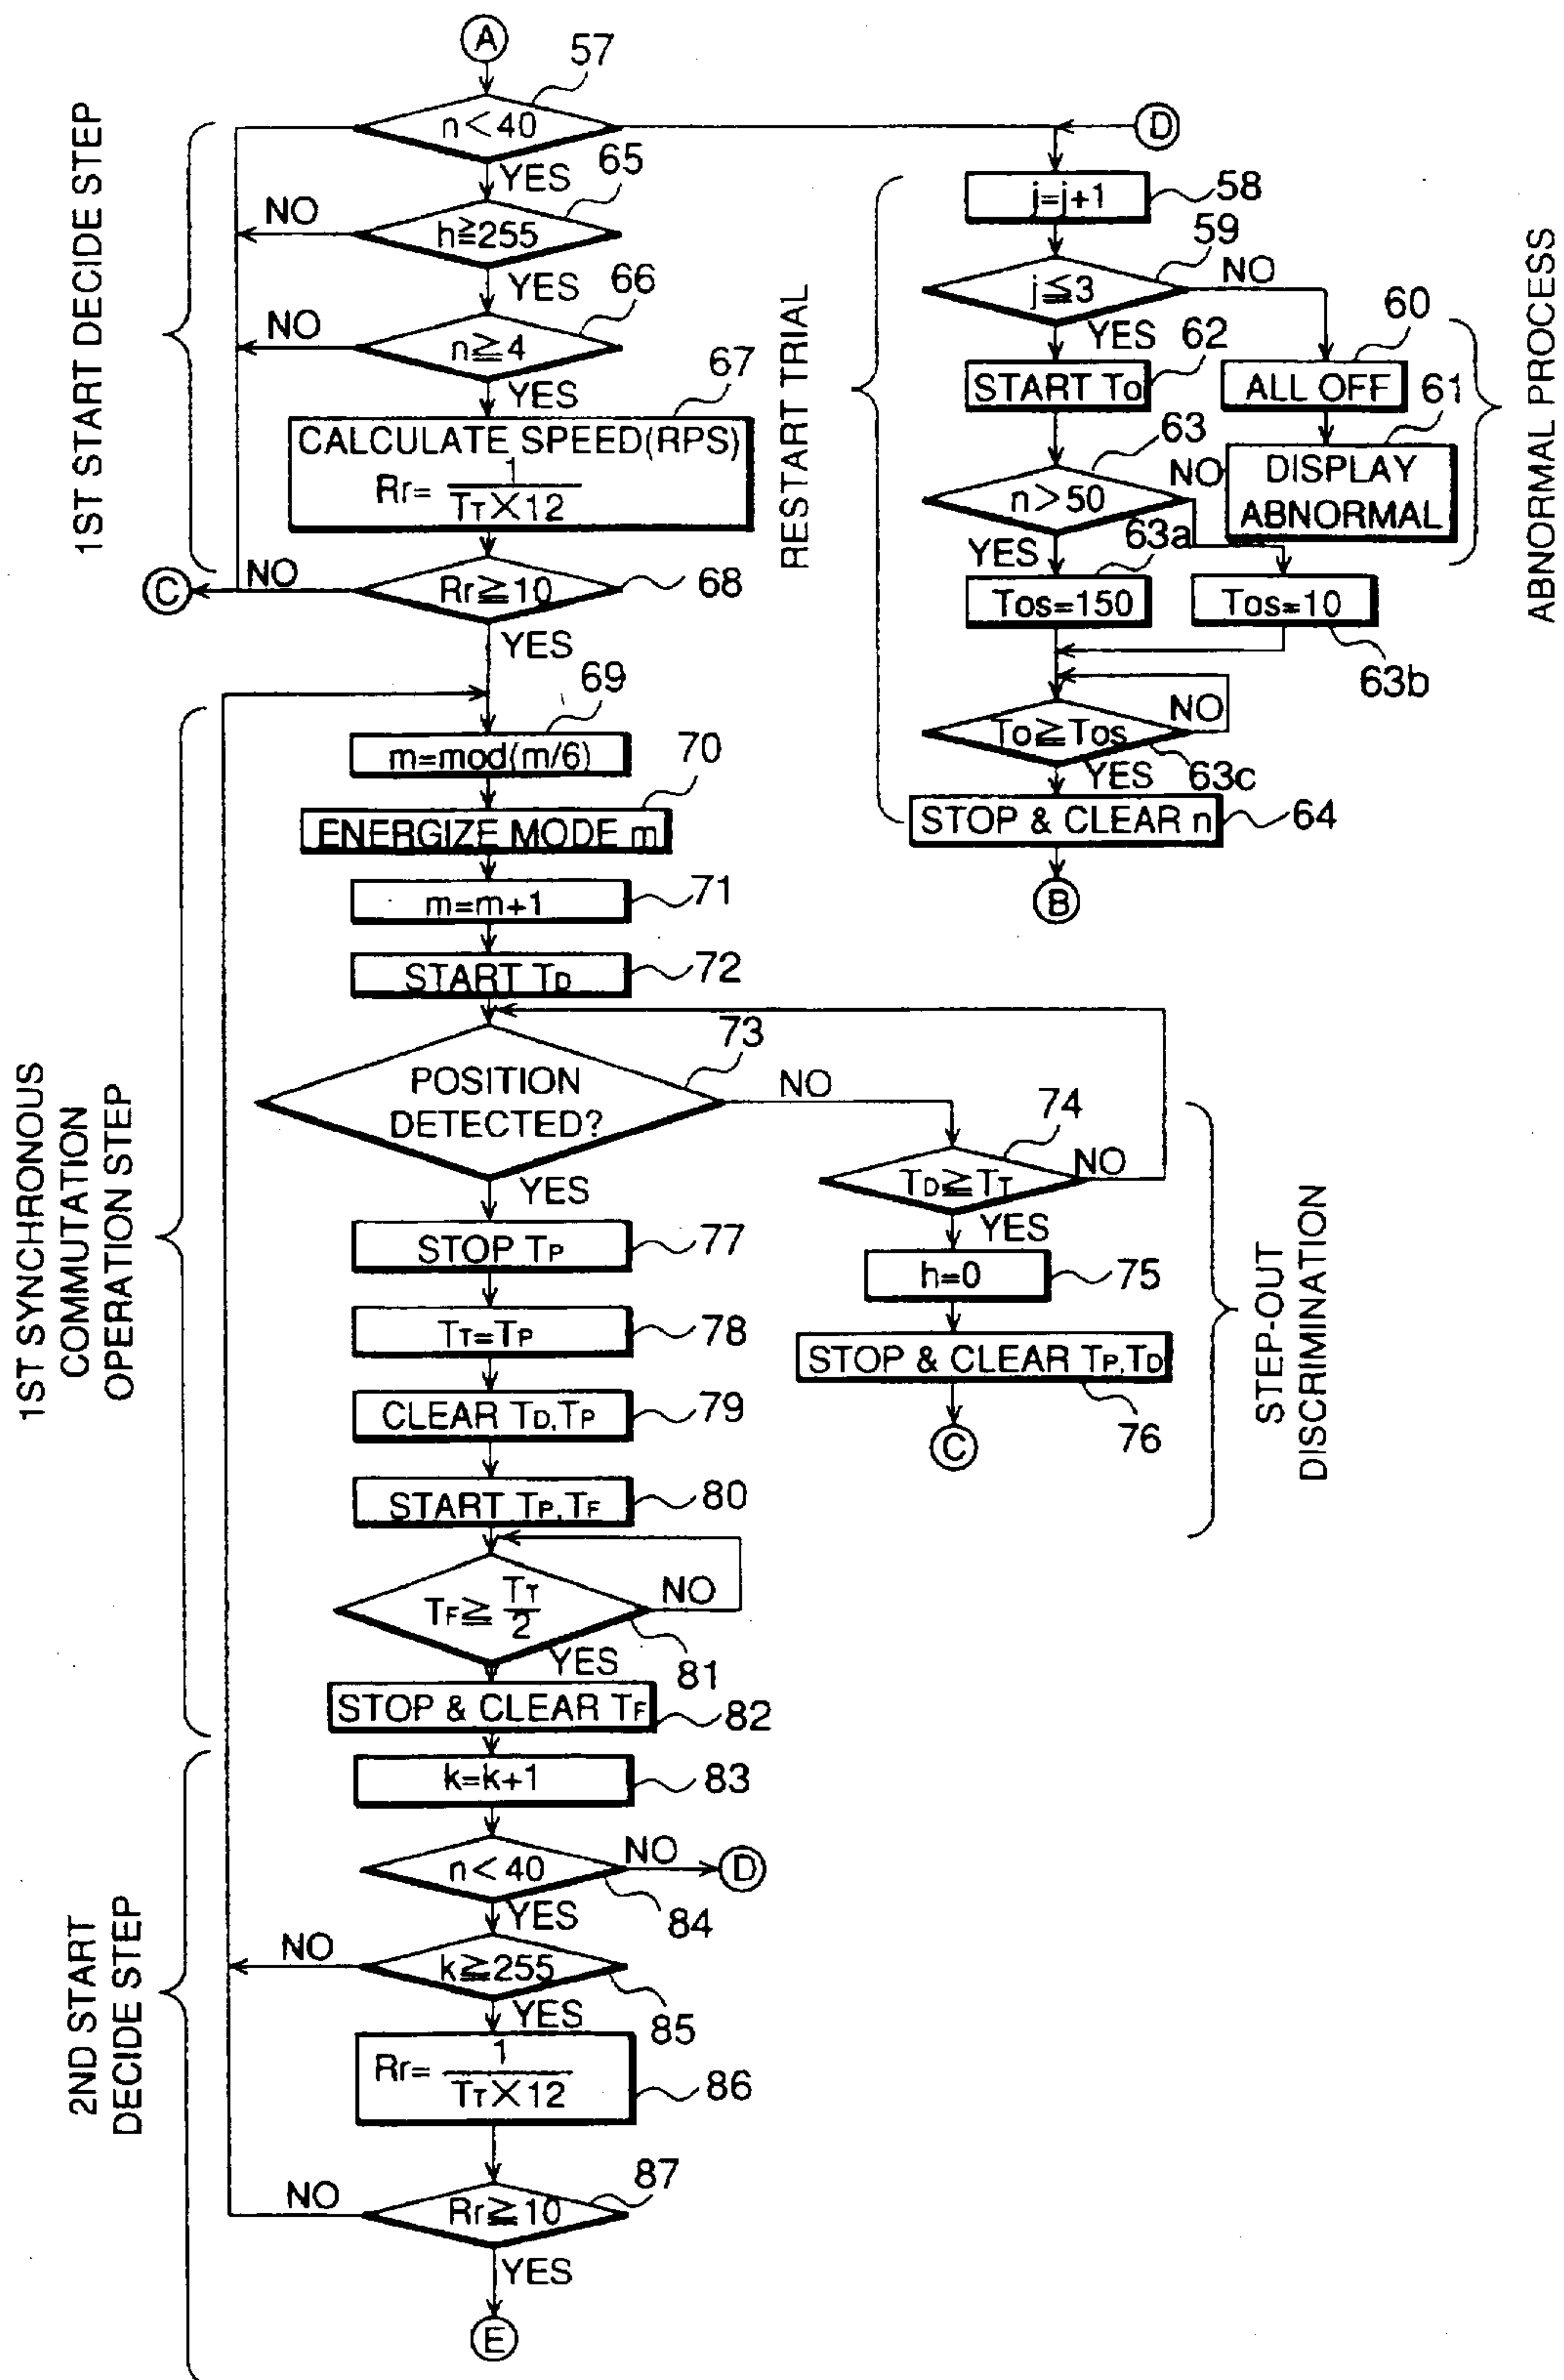 A
57
n<40
YES
65
h≧255
NO
YES
66
n≧4
NO
YES
67
CALCULATE SPEED(RPS)
Rr= 1
TT×12
C
NO
Rr≧10
68
YES
1ST START DECIDE STEP
D
j=j+1
58
59
j≦3
NO
YES
62
60
START To
ALL OFF
61
63
n>50
NO
DISPLAY
ABNORMAL
YES
63a
Tos=150
Tos=10
63b
NO
To≧Tos
YES
63c
STOP & CLEAR n
64
B
RESTART TRIAL
ABNORMAL PROCESS
69
m=mod(m/6)
70
ENERGIZE MODE m
m=m+1
71
START TD
72
73
POSITION
DETECTED?
NO
YES
74
TD≧TT
NO
YES
h=0
75
STOP & CLEAR TP,TD
76
C
STEP-OUT
DISCRIMINATION
STOP TP
77
TT=TP
78
CLEAR TD,TP
79
START TP,TF
80
TF≧ TT
2
NO
YES
81
STOP & CLEAR TF
82
1ST SYNCHRONOUS
COMMUTATION
OPERATION STEP
k=k+1
83
n<40
NO
D
84
YES
NO
k≧255
85
YES
Rr= 1
TT×12
86
87
NO
Rr≧10
YES
E
2ND START
DECIDE STEP